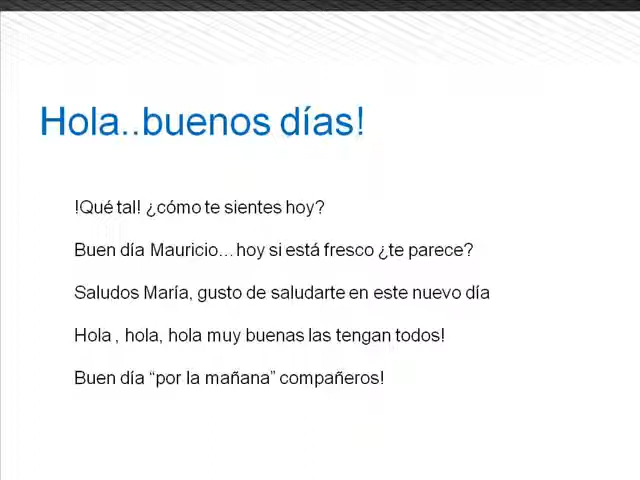 Hola..buenos días!
!Qué tal! ¿cómo te sientes hoy?
Buen día Mauricio...hoy si está fresco ¿te parece?
Saludos María, gusto de saludarte en este nuevo día
Hola , hola, hola muy buenas las tengan todos!
Buen día “por la mañana” compañeros!